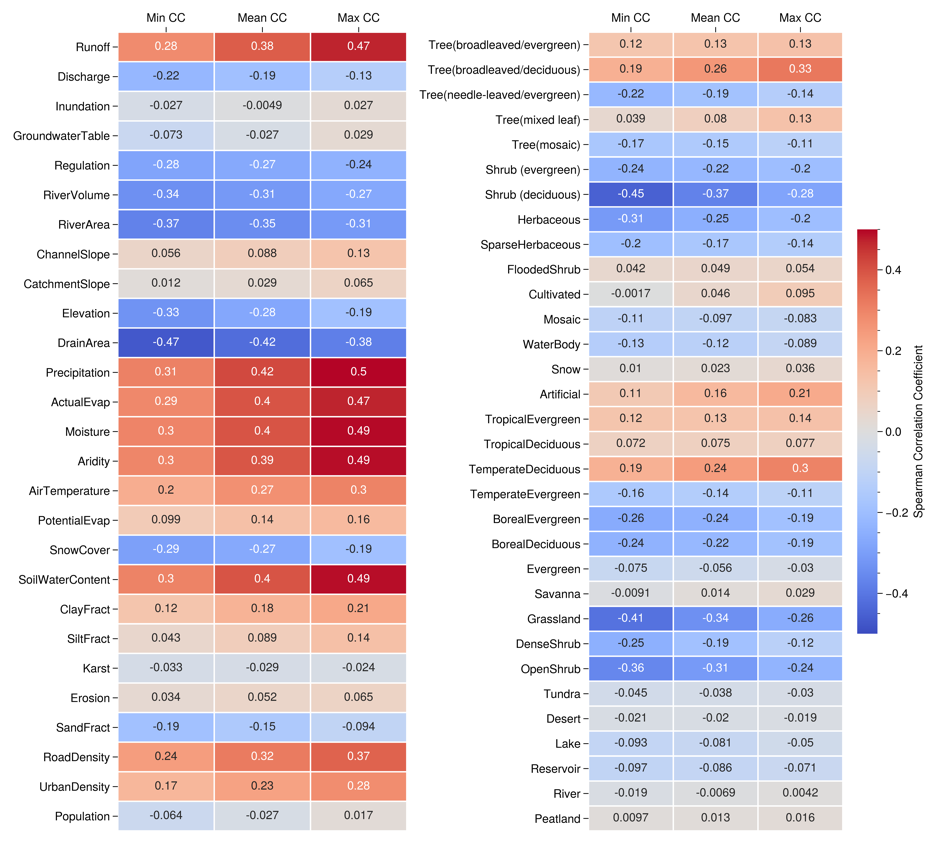 Min CC Mean CC Max CC
Runoff 0.28 0.38 0.47
Discharge -0.22 -0.19 -0.13
Inundation -0.027 -0.0049 0.027
GroundwaterTable -0.073 -0.027 0.029
Regulation -0.28 -0.27 -0.24
RiverVolume -0.34 -0.31 -0.27
RiverArea -0.37 -0.35 -0.31
ChannelSlope 0.056 0.088 0.13
CatchmentSlope 0.012 0.029 0.065
Elevation -0.33 -0.28 -0.19
DrainArea -0.47 -0.42 -0.38
Precipitation 0.31 0.42 0.5
ActualEvap 0.29 0.4 0.47
Moisture 0.3 0.4 0.49
Aridity 0.3 0.39 0.49
AirTemperature 0.2 0.27 0.3
PotentialEvap 0.099 0.14 0.16
SnowCover -0.29 -0.27 -0.19
SoilWaterContent 0.3 0.4 0.49
ClayFract 0.12 0.18 0.21
SiltFract 0.043 0.089 0.14
Karst -0.033 -0.029 -0.024
Erosion 0.034 0.052 0.065
SandFract -0.19 -0.15 -0.094
RoadDensity 0.24 0.32 0.37
UrbanDensity 0.17 0.23 0.28
Population -0.064 -0.027 0.017
Min CC Mean CC Max CC
Tree(broadleaved/evergreen) 0.12 0.13 0.13
Tree(broadleaved/deciduous) 0.19 0.26 0.33
Tree(needle-leaved/evergreen) -0.22 -0.19 -0.14
Tree(mixed leaf) 0.039 0.08 0.13
Tree(mosaic) -0.17 -0.15 -0.11
Shrub (evergreen) -0.24 -0.22 -0.2
Shrub (deciduous) -0.45 -0.37 -0.28
Herbaceous -0.31 -0.25 -0.2
SparseHerbaceous -0.2 -0.17 -0.14
FloodedShrub 0.042 0.049 0.054
Cultivated -0.0017 0.046 0.095
Mosaic -0.11 -0.097 -0.083
WaterBody -0.13 -0.12 -0.089
Snow 0.01 0.023 0.036
Artificial 0.11 0.16 0.21
TropicalEvergreen 0.12 0.13 0.14
TropicalDeciduous 0.072 0.075 0.077
TemperateDeciduous 0.19 0.24 0.3
TemperateEvergreen -0.16 -0.14 -0.11
BorealEvergreen -0.26 -0.24 -0.19
BorealDeciduous -0.24 -0.22 -0.19
Evergreen -0.075 -0.056 -0.03
Savanna -0.0091 0.014 0.029
Grassland -0.41 -0.34 -0.26
DenseShrub -0.25 -0.19 -0.12
OpenShrub -0.36 -0.31 -0.24
Tundra -0.045 -0.038 -0.03
Desert -0.021 -0.02 -0.019
Lake -0.093 -0.081 -0.05
Reservoir -0.097 -0.086 -0.071
River -0.019 -0.0069 0.0042
Peatland 0.0097 0.013 0.016
0.4
0.2
0.0
−0.2
−0.4
Spearman Correlation Coefficient